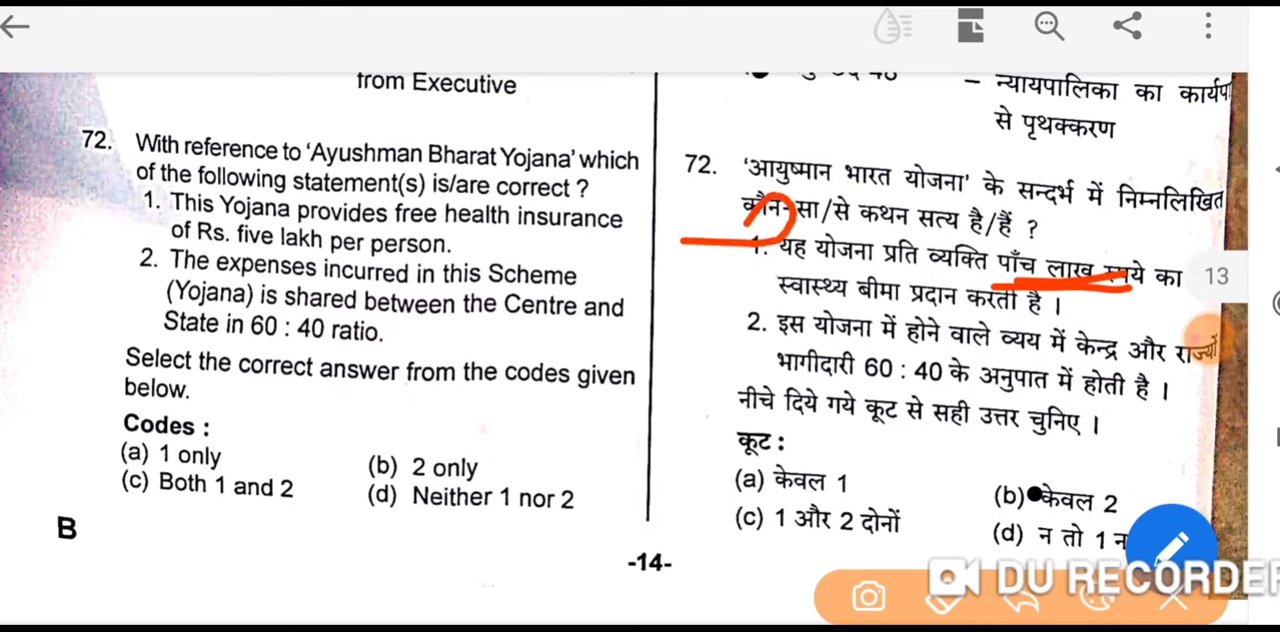 from Executive
72. With reference to ‘Ayushman Bharat Yojana’ which
of the following statement(s) is/are correct ?
1. This Yojana provides free health insurance
of Rs. five lakh per person.
2. The expenses incurred in this Scheme
(Yojana) is shared between the Centre and
State in 60 : 40 ratio.
Select the correct answer from the codes given
below.
Codes :
(a) 1 only
(b) 2 only
(c) Both 1 and 2
(d) Neither 1 nor 2
B
– न्यायपालिका का
से पृथक्करण
72. ‘आयुष्मान भारत योजना’ के सन्दर्भ में निम्नलिखित
कौन-सा/से कथन सत्य है/हैं ?
1. यह योजना प्रति व्यक्ति पाँच लाख रुपये का
स्वास्थ्य बीमा प्रदान करती है ।
2. इस योजना में होने वाले व्यय में केन्द्र और राज्यों
भागीदारी 60 : 40 के अनुपात में होती है ।
नीचे दिये गये कूट से सही उत्तर चुनिए ।
कूट :
(a) केवल 1
(b) केवल 2
(c) 1 और 2 दोनों
(d) न तो 1 न
-14-
13
DU RECORDER